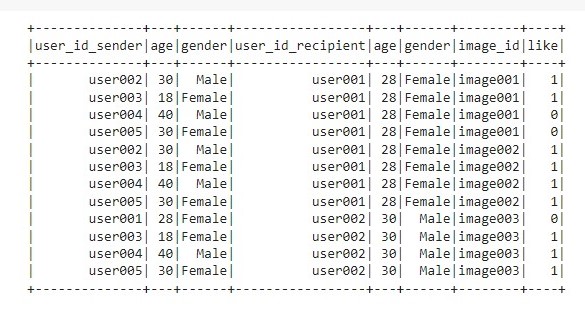 +--------------+---+------+-----------------+---+------+--------+----+
|user_id_sender|age|gender|user_id_recipient|age|gender|image_id|like|
+--------------+---+------+-----------------+---+------+--------+----+
|       user002| 30|  Male|          user001| 28|Female|image001|   1|
|       user003| 18|Female|          user001| 28|Female|image001|   1|
|       user004| 40|  Male|          user001| 28|Female|image001|   0|
|       user005| 30|Female|          user001| 28|Female|image001|   0|
|       user002| 30|  Male|          user001| 28|Female|image002|   1|
|       user003| 18|Female|          user001| 28|Female|image002|   1|
|       user004| 40|  Male|          user001| 28|Female|image002|   1|
|       user005| 30|Female|          user001| 28|Female|image002|   1|
|       user001| 28|Female|          user002| 30|  Male|image003|   0|
|       user003| 18|Female|          user002| 30|  Male|image003|   1|
|       user004| 40|  Male|          user002| 30|  Male|image003|   1|
|       user005| 30|Female|          user002| 30|  Male|image003|   1|
+--------------+---+------+-----------------+---+------+--------+----+